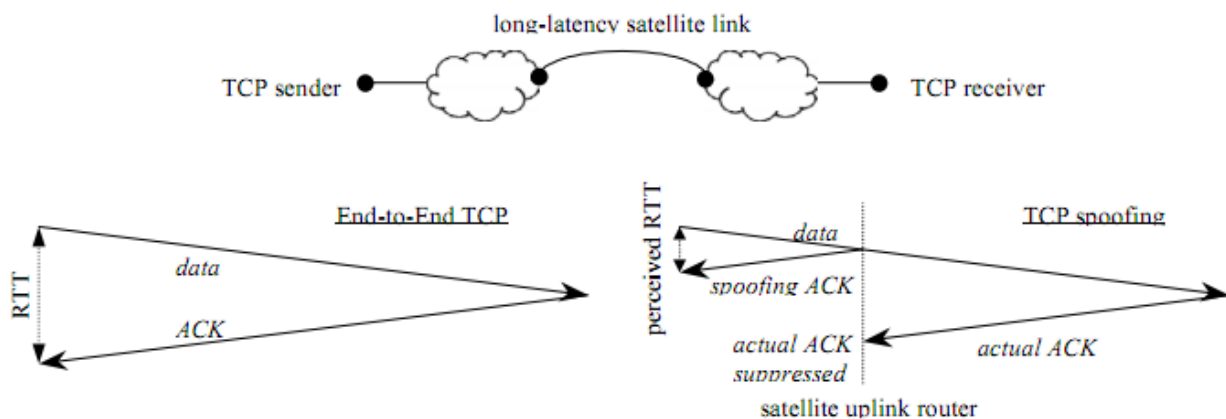 long-latency satellite link
TCP sender
TCP receiver
End-to-End TCP
RTT
data
ACK
TCP spoofing
perceived RTT
data
spoofing ACK
actual ACK
suppressed
actual ACK
satellite uplink router